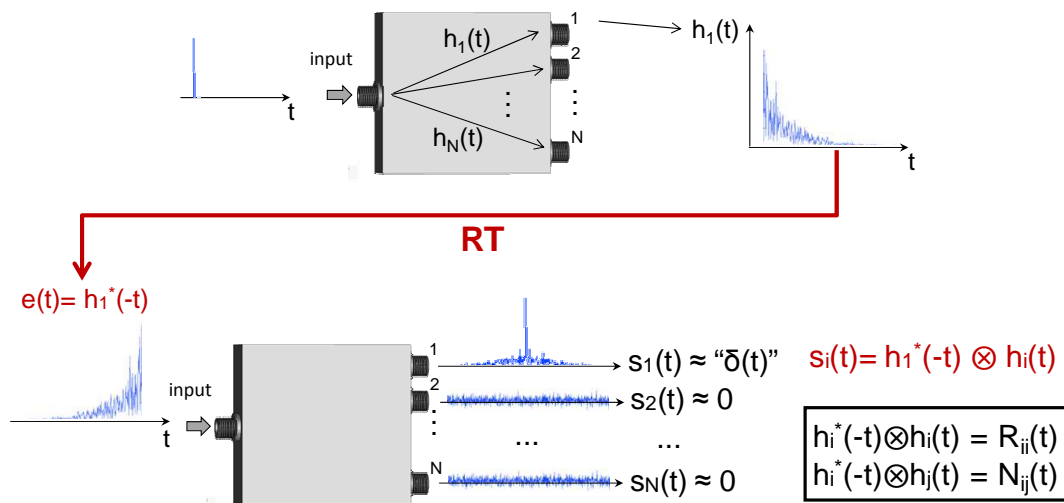 1
h₁(t)
h₁(t)
input
2
t
⋮
⋮
hN(t)
N
t
RT
e(t)= h₁*(-t)
1
s₁(t) ≈ “δ(t)”
sᵢ(t)= h₁*(-t) ⊗ hᵢ(t)
input
2
s₂(t) ≈ 0
t
⋮
... ...
hᵢ*(-t)⊗hᵢ(t) = Rᵢᵢ(t)
N
sN(t) ≈ 0
hᵢ*(-t)⊗hⱼ(t) = Nᵢⱼ(t)